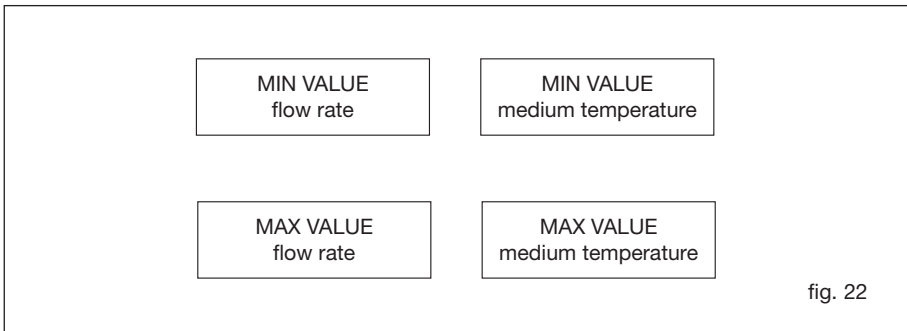 MIN VALUE
flow rate
MIN VALUE
medium temperature
MAX VALUE
flow rate
MAX VALUE
medium temperature
fig. 22